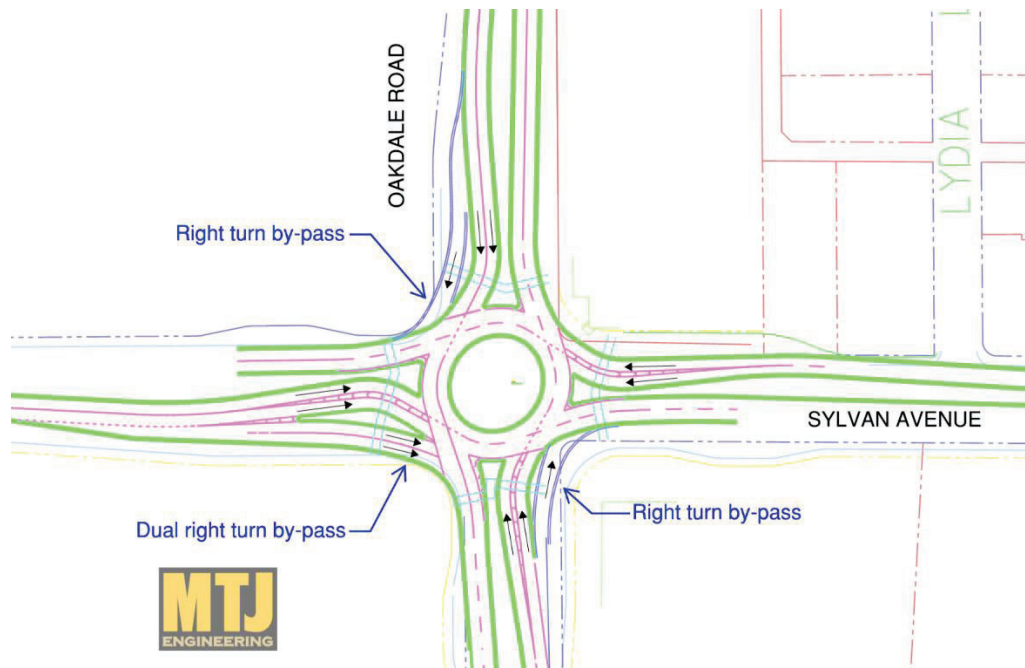 OAKDALE ROAD
LYDIA
Right turn by-pass
SYLVAN AVENUE
Dual right turn by-pass
Right turn by-pass
MTJ
ENGINEERING